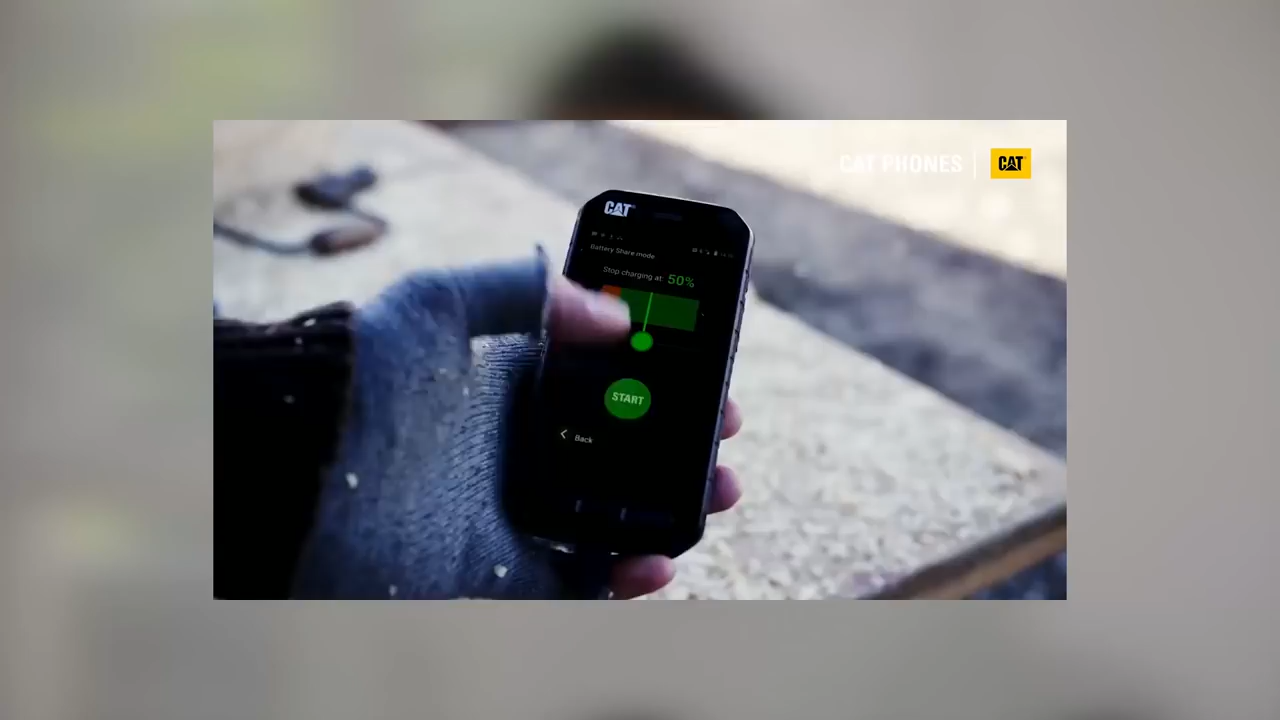 CAT PHONES
CAT
CAT
Battery Share mode
Stop charging at: 50%
START
Back